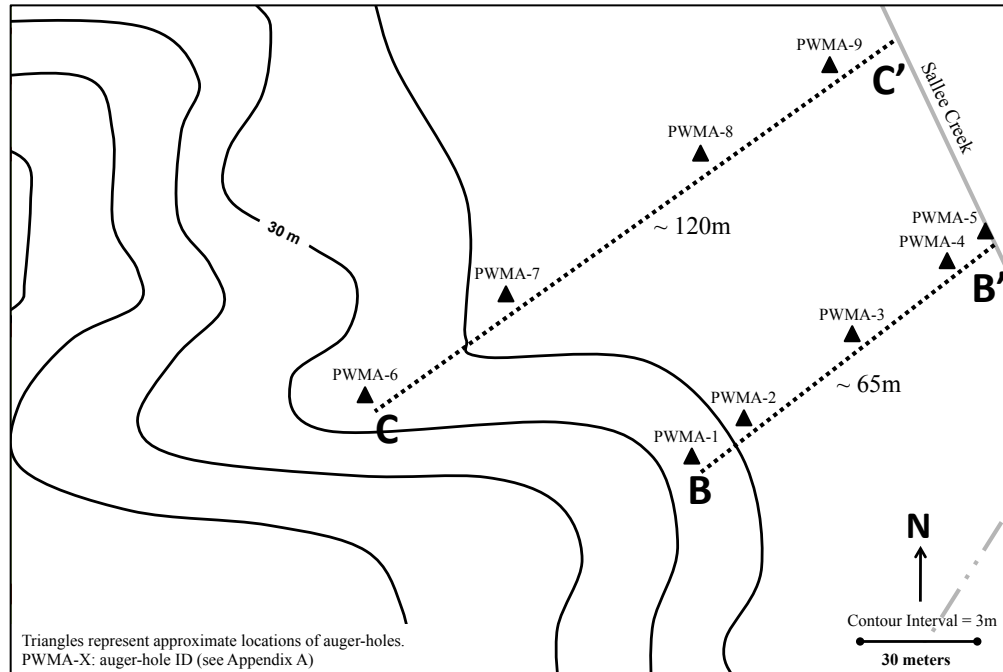 PWMA-9
C’
Sallee Creek
PWMA-8
PWMA-5
~ 120m
PWMA-4
30 m
PWMA-7
B’
PWMA-3
PWMA-6
~ 65m
C
PWMA-2
PWMA-1
B
N
Contour Interval = 3m
Triangles represent approximate locations of auger-holes.
PWMA-X: auger-hole ID (see Appendix A)
30 meters